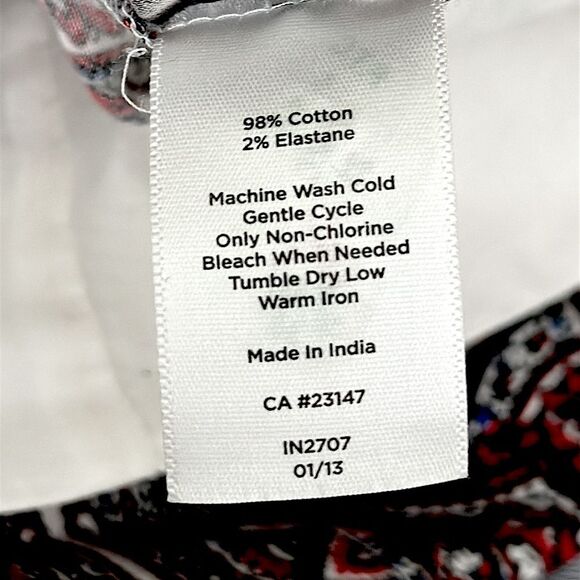 98% Cotton
2% Elastane
Machine Wash Cold
Gentle Cycle
Only Non-Chlorine
Bleach When Needed
Tumble Dry Low
Warm Iron
Made In India
CA #23147
IN2707
01/13